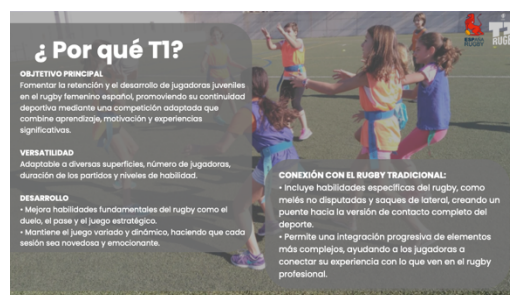 ¿ Por qué T1?
ESPAÑA
RUGBY
T1
RUGBY
OBJTETIVO PRINCIPAL
Fomentar la retención y el desarrollo de jugadoras juveniles
en el rugby femenino español, promoviendo su continuidad
deportiva mediante una competición adaptada que
combine aprendizaje, motivación y experiencias
significativas.
VERSATILIDAD
Adaptable a diversas superficies, número de jugadoras,
duración de los partidos y niveles de habilidad.
DESARROLLO
• Mejora habilidades fundamentales del rugby como el
duelo, el pase y el juego estratégico.
• Mantiene el juego variado y dinámico, haciendo que cada
sesión sea novedosa y emocionante.
CONEXIÓN CON EL RUGBY TRADICIONAL:
• Incluye habilidades específicas del rugby, como
melés no disputadas y saques de lateral, creando un
puente hacia la versión de contacto completo del
deporte.
• Permite una integración progresiva de elementos
más complejos, ayudando a los jugadores a
conectar su experiencia con lo que ven en el rugby
profesional.